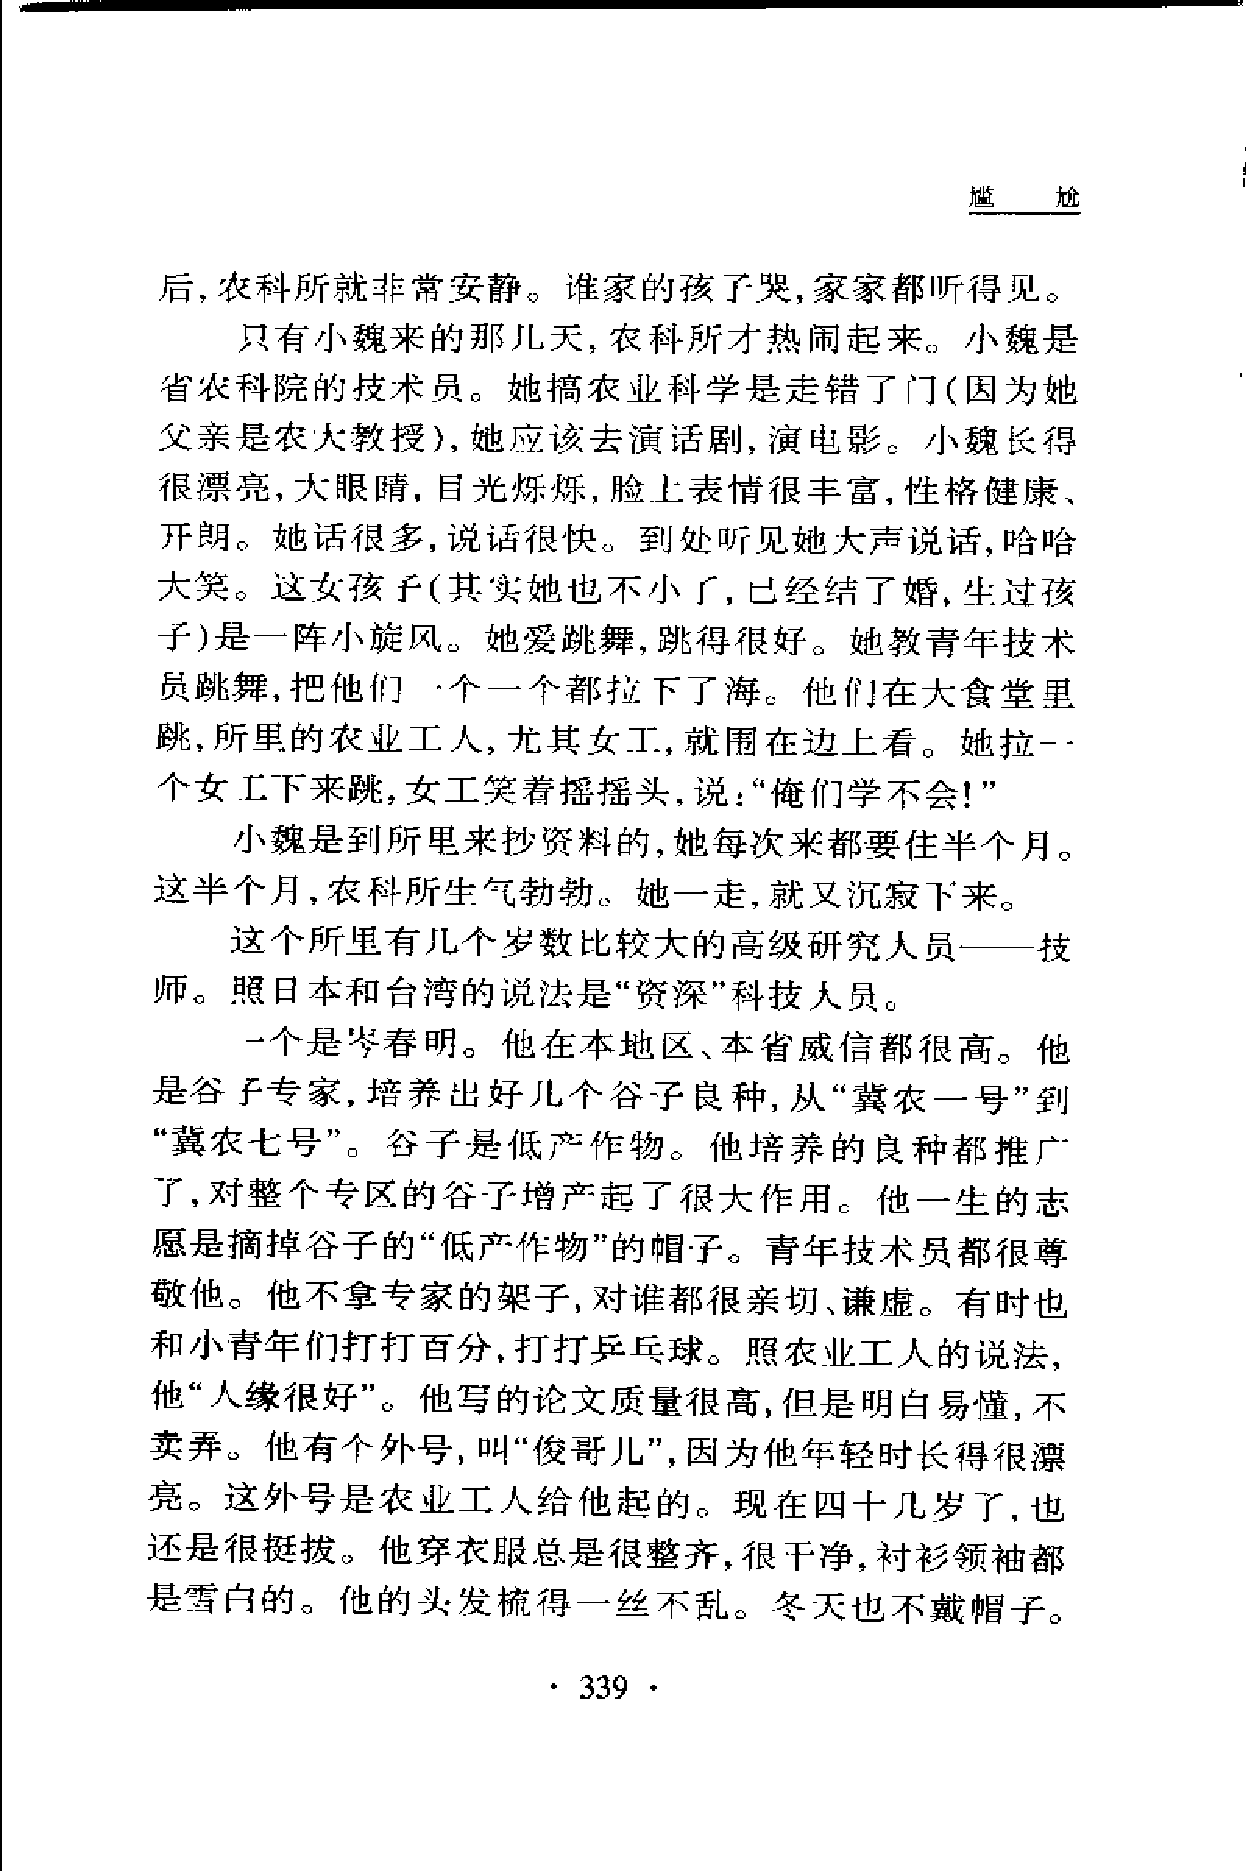 尴　尬
后,农科所就非常安静。谁家的孩子哭,家家都听得见。
只有小魏来的那几天,农科所才热闹起来。小魏是
省农科院的技术员。她搞农业科学是走错了门(因为她
父亲是农大教授),她应该去演话剧,演电影。小魏长得
很漂亮,大眼睛,目光烁烁,脸上表情很丰富,性格健康、
开朗。她话很多,说话很快。到处听见她大声说话,哈哈
大笑。这女孩子(其实她也不小了,已经结了婚,生过孩
子)是一阵小旋风。她爱跳舞,跳得很好。她教青年技术
员跳舞,把他们一个一个都拉下了海。他们在大食堂里
跳,所里的农业工人,尤其女工,就围在边上看。她拉一
个女工下来跳,女工笑着摇摇头,说:“俺们学不会!”
小魏是到所里来抄资料的,她每次来都要住半个月。
这半个月,农科所生气勃勃。她一走,就又沉寂下来。
这个所里有几个岁数比较大的高级研究人员——技
师。照日本和台湾的说法是“资深”科技人员。
一个是岑春明。他在本地区、本省威信都很高。他
是谷子专家,培养出好几个谷子良种,从“冀农一号”到
“冀农七号”。谷子是低产作物。他培养的良种都推广
了,对整个专区的谷子增产起了很大作用。他一生的志
愿是摘掉谷子的“低产作物”的帽子。青年技术员都很尊
敬他。他不拿专家的架子,对谁都很亲切、谦虚。有时也
和小青年们打打百分,打打乒乓球。照农业工人的说法,
他“人缘很好”。他写的论文质量很高,但是明白易懂,不
卖弄。他有个外号,叫“俊哥儿”,因为他年轻时长得很漂
亮。这外号是农业工人给他起的。现在四十几岁了,也
还是很挺拔。他穿衣服总是很整齐,很干净,衬衫领袖都
是雪白的。他的头发梳得一丝不乱。冬天也不戴帽子。
· 339 ·